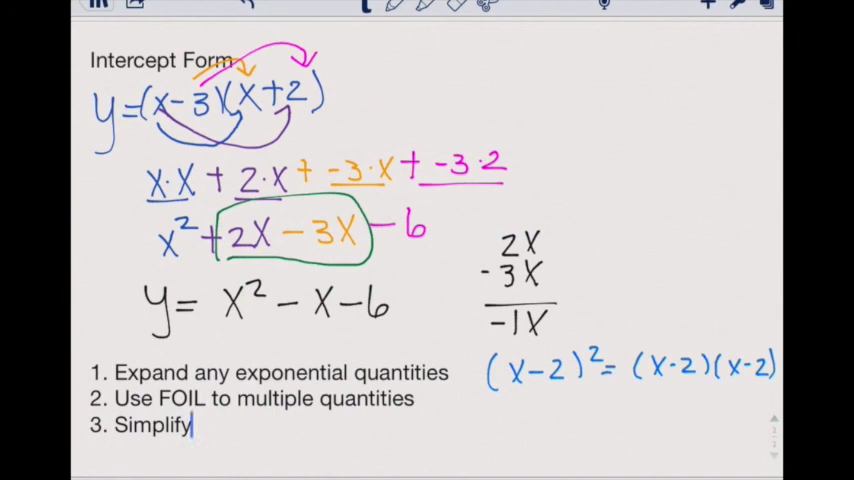 Intercept Form
y=(x-3)(x+2)
x·x + 2·x + -3·x + -3·2
x² + 2x - 3x - 6
2x
- 3x
-1x
y= x² - x - 6
(x-2)²= (x-2)(x-2)
1. Expand any exponential quantities
2. Use FOIL to multiple quantities
3. Simplify